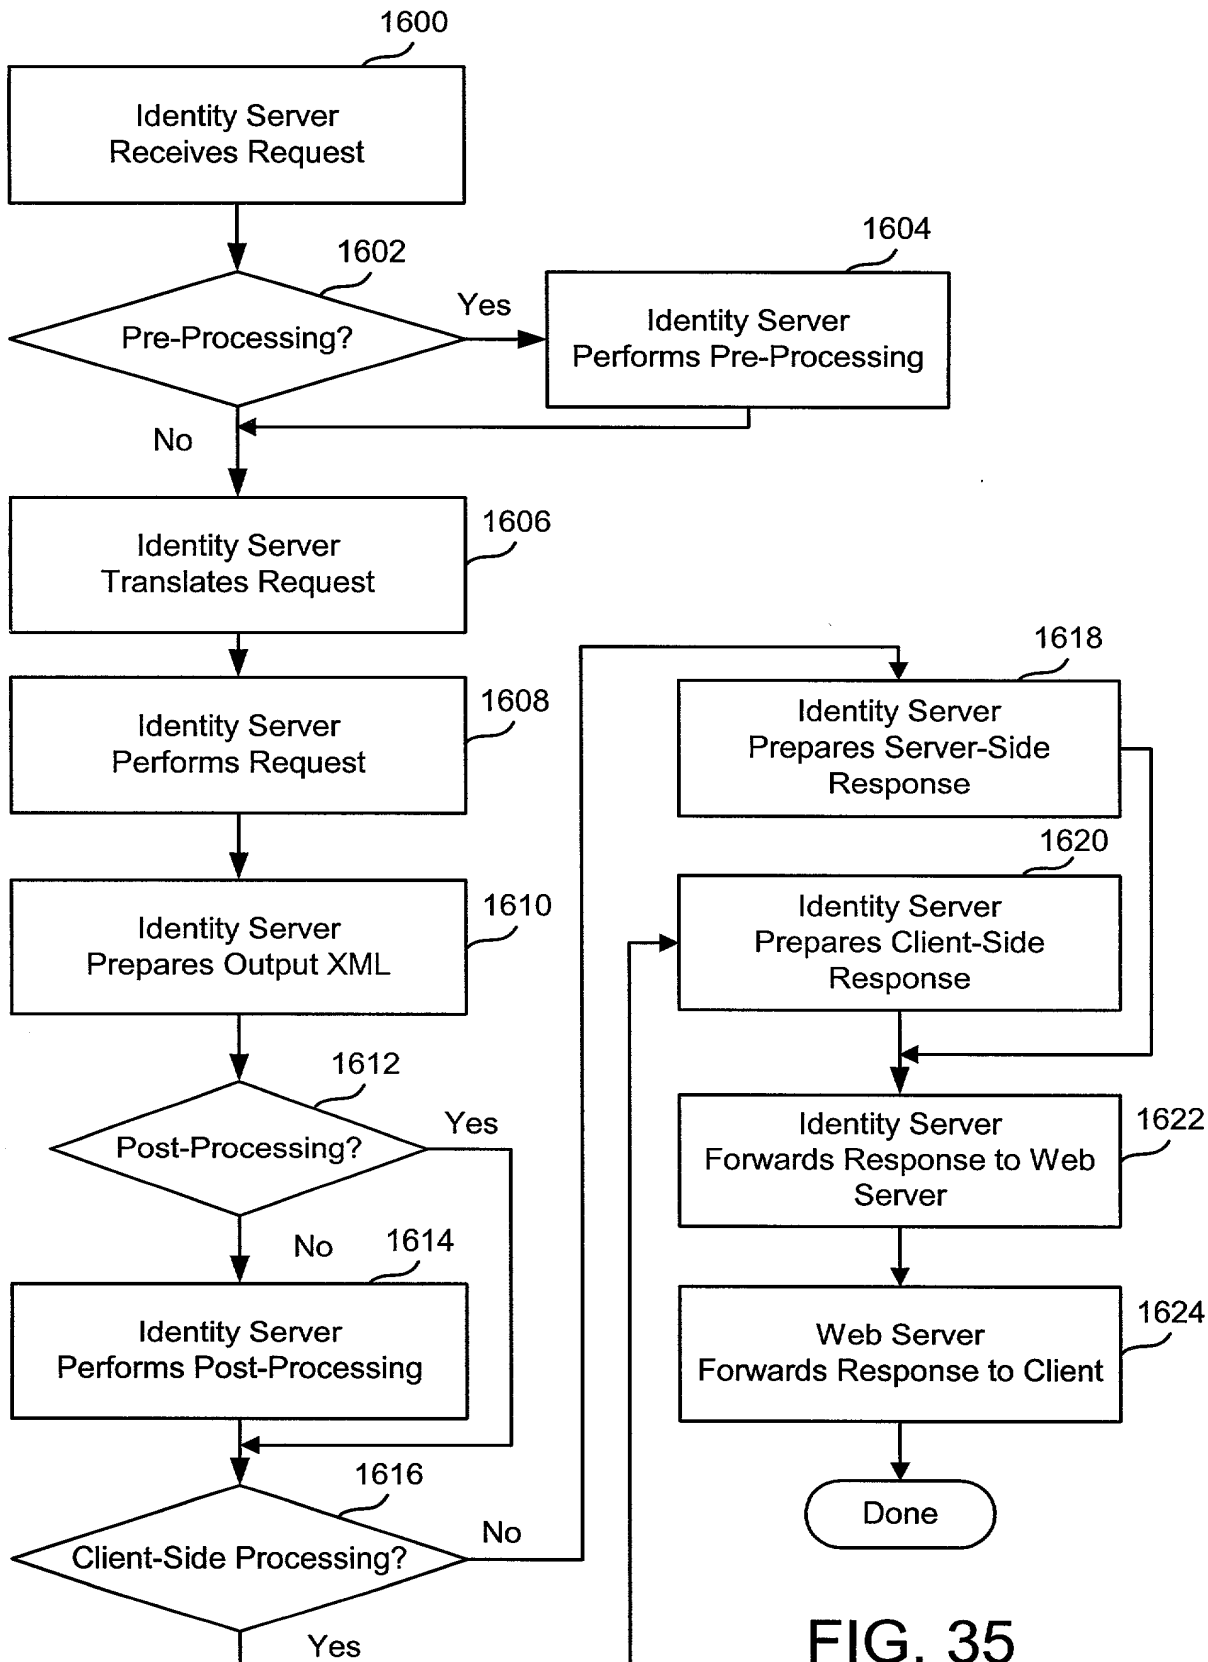 1600
Identity Server
Receives Request
1602
Pre-Processing?
Yes
No
1604
Identity Server
Performs Pre-Processing
1606
Identity Server
Translates Request
1608
Identity Server
Performs Request
1610
Identity Server
Prepares Output XML
1612
Post-Processing?
Yes
No
1614
Identity Server
Performs Post-Processing
1616
Client-Side Processing?
No
Yes
1618
Identity Server
Prepares Server-Side
Response
1620
Identity Server
Prepares Client-Side
Response
1622
Identity Server
Forwards Response to Web
Server
1624
Web Server
Forwards Response to Client
Done
FIG. 35